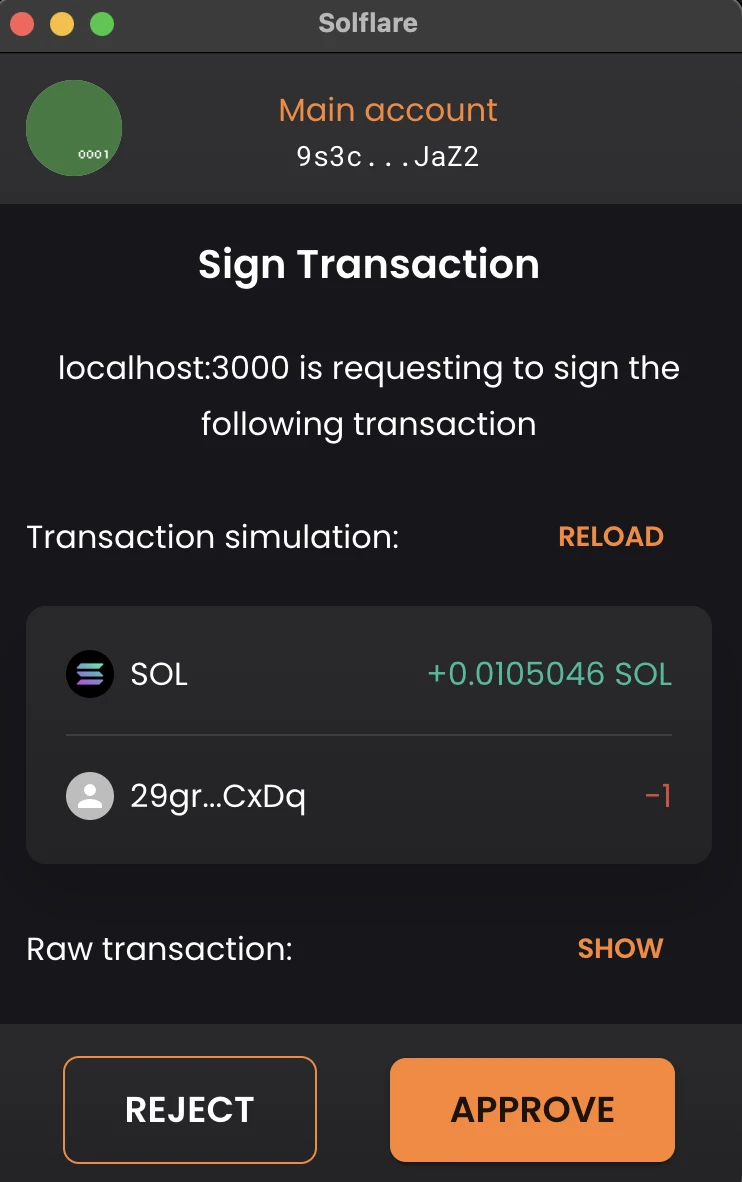 Solflare
Main account
0001
9s3c...JaZ2
Sign Transaction
localhost:3000 is requesting to sign the
following transaction
Transaction simulation:
RELOAD
SOL
+0.0105046 SOL
29gr...CxDq
-1
Raw transaction:
SHOW
REJECT
APPROVE